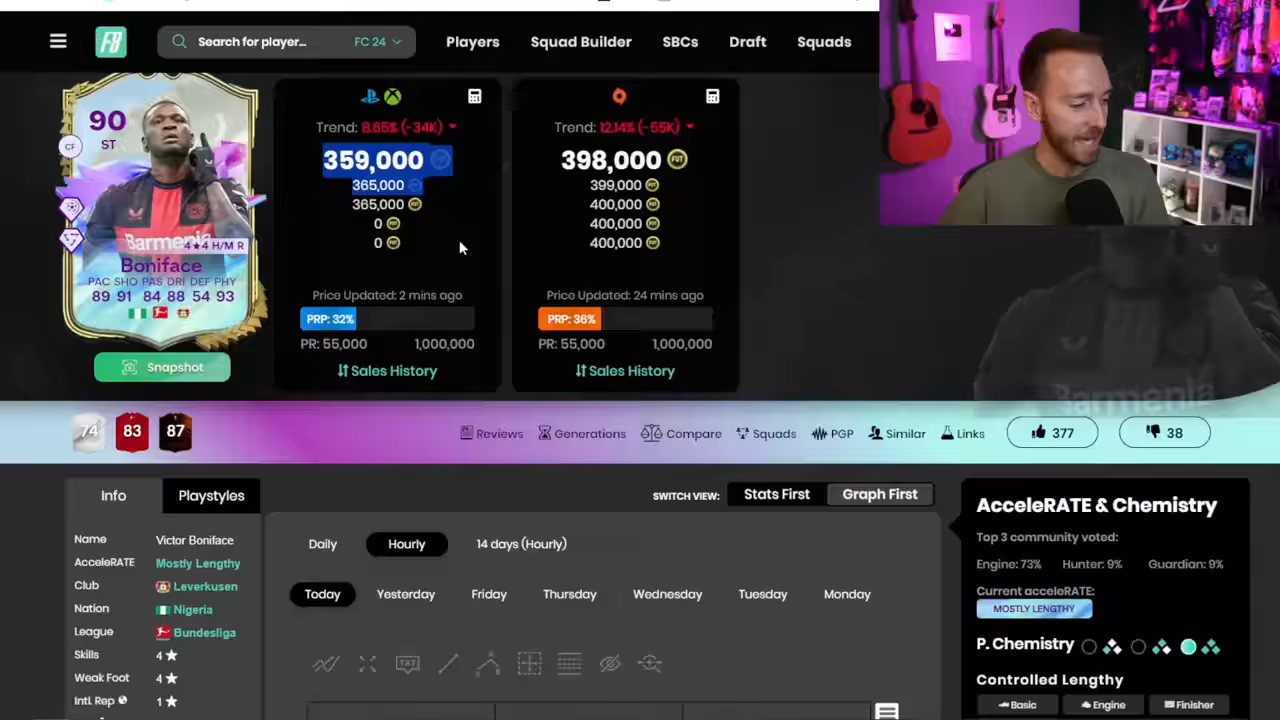 FB
Search for player...
FC 24
Players
Squad Builder
SBCs
Draft
Squads
90
ST
CF
Barmenia
4★4 H/M R
Boniface
PAC SHO PAS DRI DEF PHY
89 91 84 88 54 93
Snapshot
Trend: 8.65% (-34K)
359,000
365,000
365,000
0
0
Price Updated: 2 mins ago
PRP: 32%
PR: 55,000
1,000,000
Sales History
Trend: 12.14% (-55K)
398,000 FUT
399,000
400,000
400,000
400,000
Price Updated: 24 mins ago
PRP: 36%
PR: 55,000
1,000,000
Sales History
Barmenia
74
83
87
Reviews
Generations
Compare
Squads
PGP
Similar
Links
377
38
Info
Playstyles
Name
Victor Boniface
AcceleRATE
Mostly Lengthy
Club
Leverkusen
Nation
Nigeria
League
Bundesliga
Skills
4★
Weak Foot
4★
Intl. Rep
1★
SWITCH VIEW:
Stats First
Graph First
Daily
Hourly
14 days (Hourly)
Today
Yesterday
Friday
Thursday
Wednesday
Tuesday
Monday
TXT
AcceleRATE & Chemistry
Top 3 community voted:
Engine: 73%
Hunter: 9%
Guardian: 9%
Current acceleRATE:
MOSTLY LENGTHY
P. Chemistry
Controlled Lengthy
Basic
Engine
Finisher